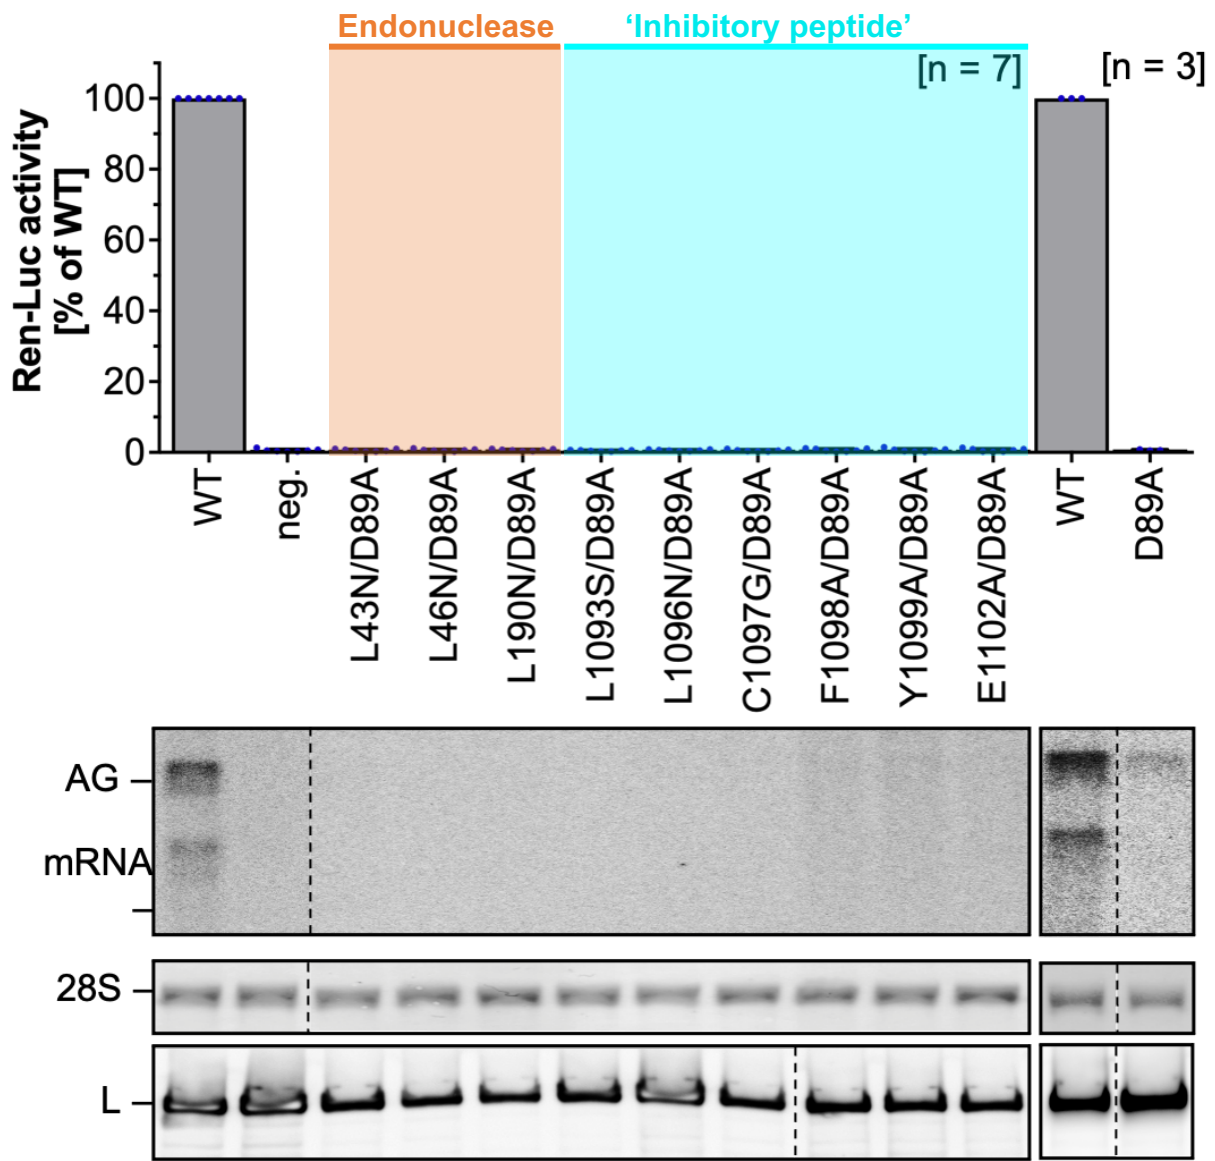 Endonuclease
‘Inhibitory peptide’
[n = 7]
[n = 3]
Ren-Luc activity
[% of WT]
100
80
60
40
20
0
WT
neg.
L43N/D89A
L46N/D89A
L190N/D89A
L1093S/D89A
L1096N/D89A
C1097G/D89A
F1098A/D89A
Y1099A/D89A
E1102A/D89A
WT
D89A
AG
mRNA
28S
L